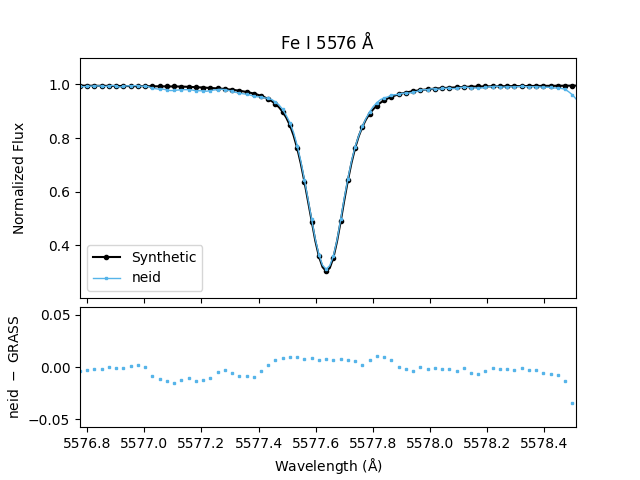 Fe I 5576 Å
Normalized Flux
1.0
0.8
0.6
0.4
Synthetic
neid
neid − GRASS
0.05
0.00
−0.05
5576.8 5577.0 5577.2 5577.4 5577.6 5577.8 5578.0 5578.2 5578.4
Wavelength (Å)